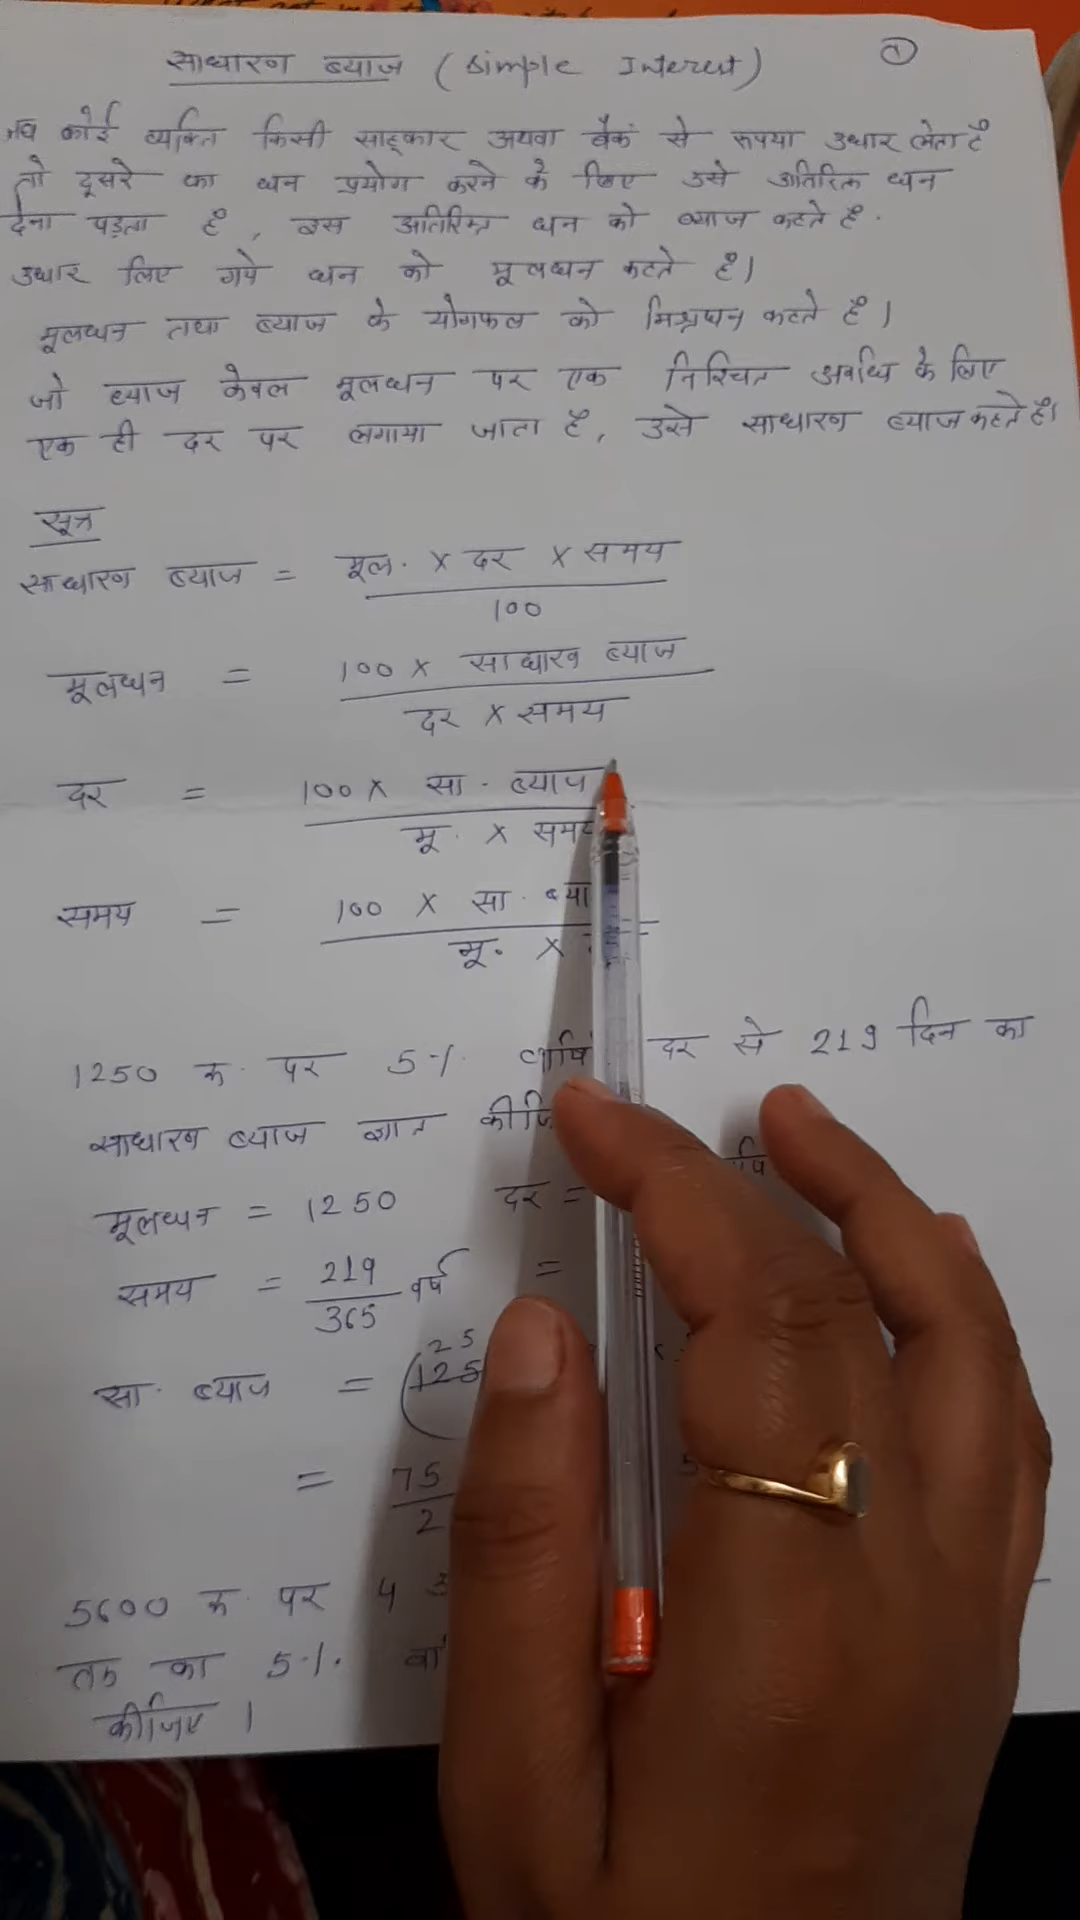 ①
साधारण ब्याज ( Simple Interest )
कोई व्यक्ति किसी साहूकार अथवा बैकं से रूपया उधार लेता है
तो दूसरे का धन प्रयोग करने के लिए उसे अतिरिक्त धन
देना पड़ता है , इस अतिरिक्त धन को ब्याज कहते है .
उधार लिए गये धन को मूलधन कहते है।
मूलधन तथा ब्याज के योगफल को मिश्रधन कहते है ।
जो ब्याज केवल मूलधन पर एक निश्चित अवधि के लिए
एक ही दर पर लगाया जाता है, उसे साधारण ब्याज कहते है।
सूत्र
साधारण ब्याज = मूल. × दर × समय
100
मूलधन = 100 × साधारण ब्याज
दर × समय
दर = 100 × सा . ब्याज
मू . ×
समय = 100 × सा .
मू. ×
1250 रू. पर 5 % दर से 219 दिन का
साधारण ब्याज ज्ञात
मूलधन = 1250 दर =
समय = 219 वर्ष =
365
सा . ब्याज = ( 125
25
= 75
2
5600 रू. पर 4
तक का 5 %.
कीजिए ।